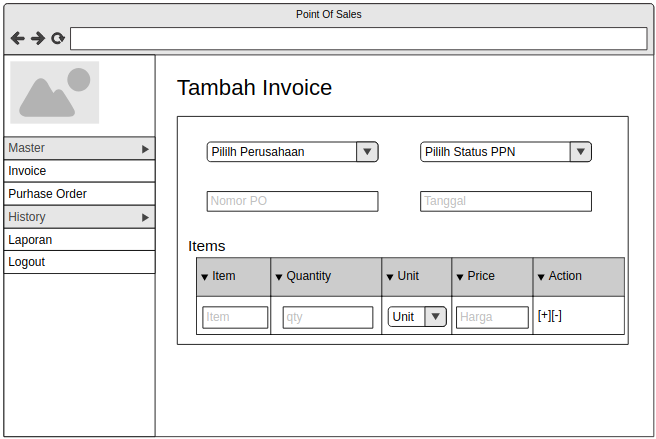 Point Of Sales
Master
Invoice
Purhase Order
History
Laporan
Logout
Tambah Invoice
Pililh Perusahaan
Pililh Status PPN
Nomor PO
Tanggal
Items
Item Quantity Unit Price Action
Item qty Unit Harga [+][-]